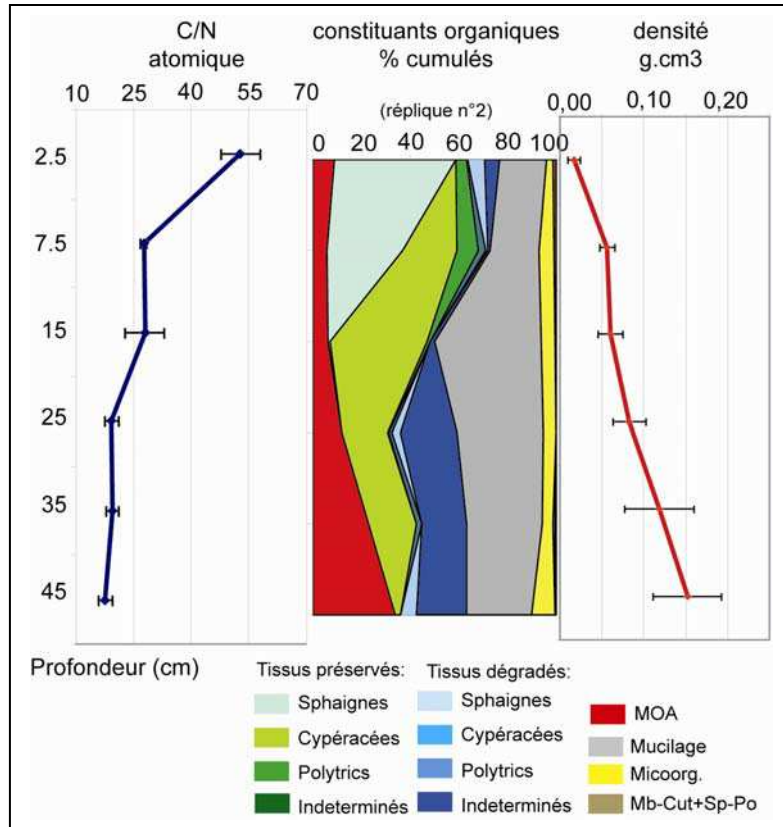 C/N
atomique
constituants organiques
% cumulés
(réplique n°2)
densité
g.cm3
10 25 40 55 70
0 20 40 60 80 100
0,00 0,10 0,20
2.5
7.5
15
25
35
45
Profondeur (cm)
Tissus préservés:
Sphaignes
Cypéracées
Polytrics
Indeterminés
Tissus dégradés:
Sphaignes
Cypéracées
Polytrics
Indeterminés
MOA
Mucilage
Micoorg.
Mb-Cut+Sp-Po